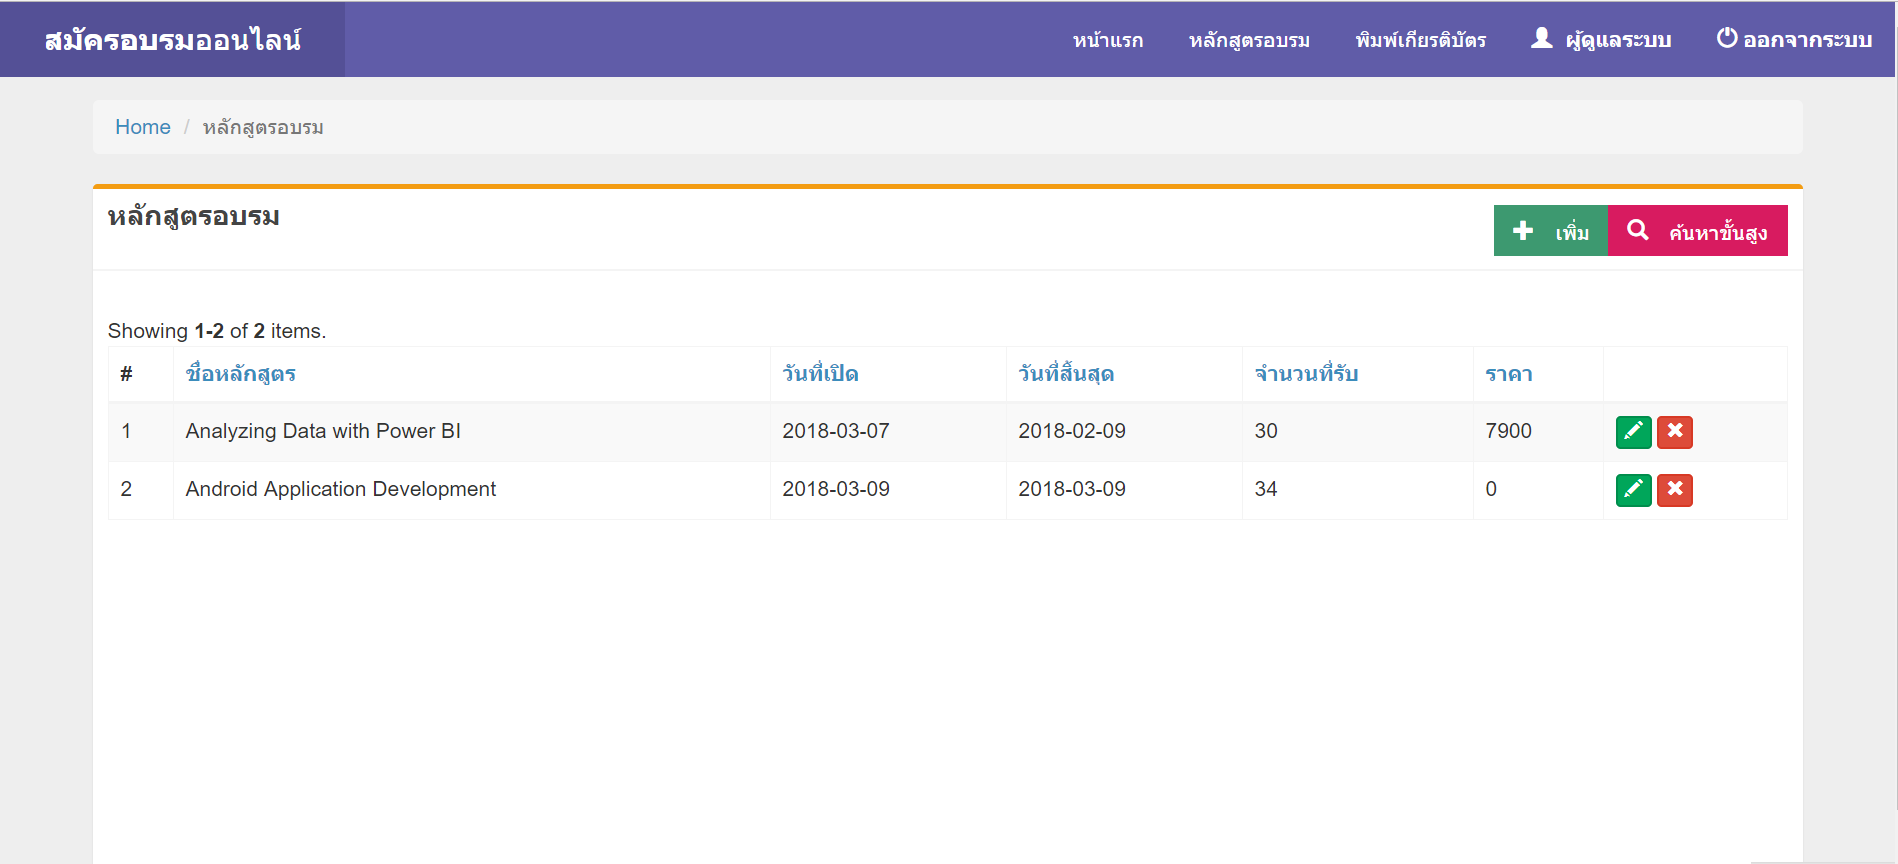 สมัครอบรมออนไลน์ หน้าแรก หลักสูตรอบรม พิมพ์เกียรติบัตร ผู้ดูแลระบบ ออกจากระบบ
Home / หลักสูตรอบรม
หลักสูตรอบรม เพิ่ม ค้นหาขั้นสูง
Showing 1-2 of 2 items.
# ชื่อหลักสูตร วันที่เปิด วันที่สิ้นสุด จำนวนที่รับ ราคา
1 Analyzing Data with Power BI 2018-03-07 2018-02-09 30 7900
2 Android Application Development 2018-03-09 2018-03-09 34 0